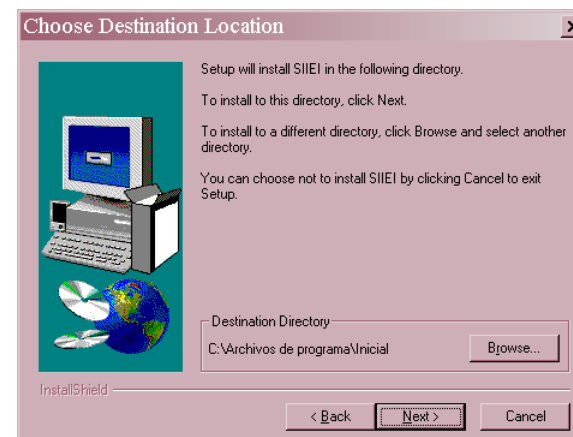 Choose Destination Location
Setup will install SIIEI in the following directory.
To install to this directory, click Next.
To install to a different directory, click Browse and select another
directory.
You can choose not to install SIIEI by clicking Cancel to exit
Setup.
Destination Directory
C:\Archivos de programa\Inicial
Browse...
InstallShield
< Back
Next >
Cancel